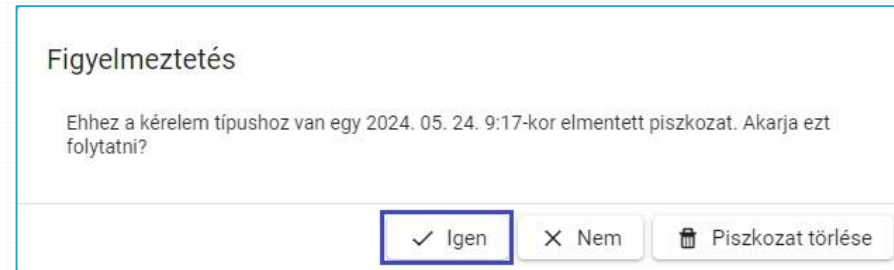 Figyelmeztetés
Ehhez a kérelem típushoz van egy 2024. 05. 24. 9:17-kor elmentett piszkozat. Akarja ezt
folytatni?
Igen Nem Piszkozat törlése